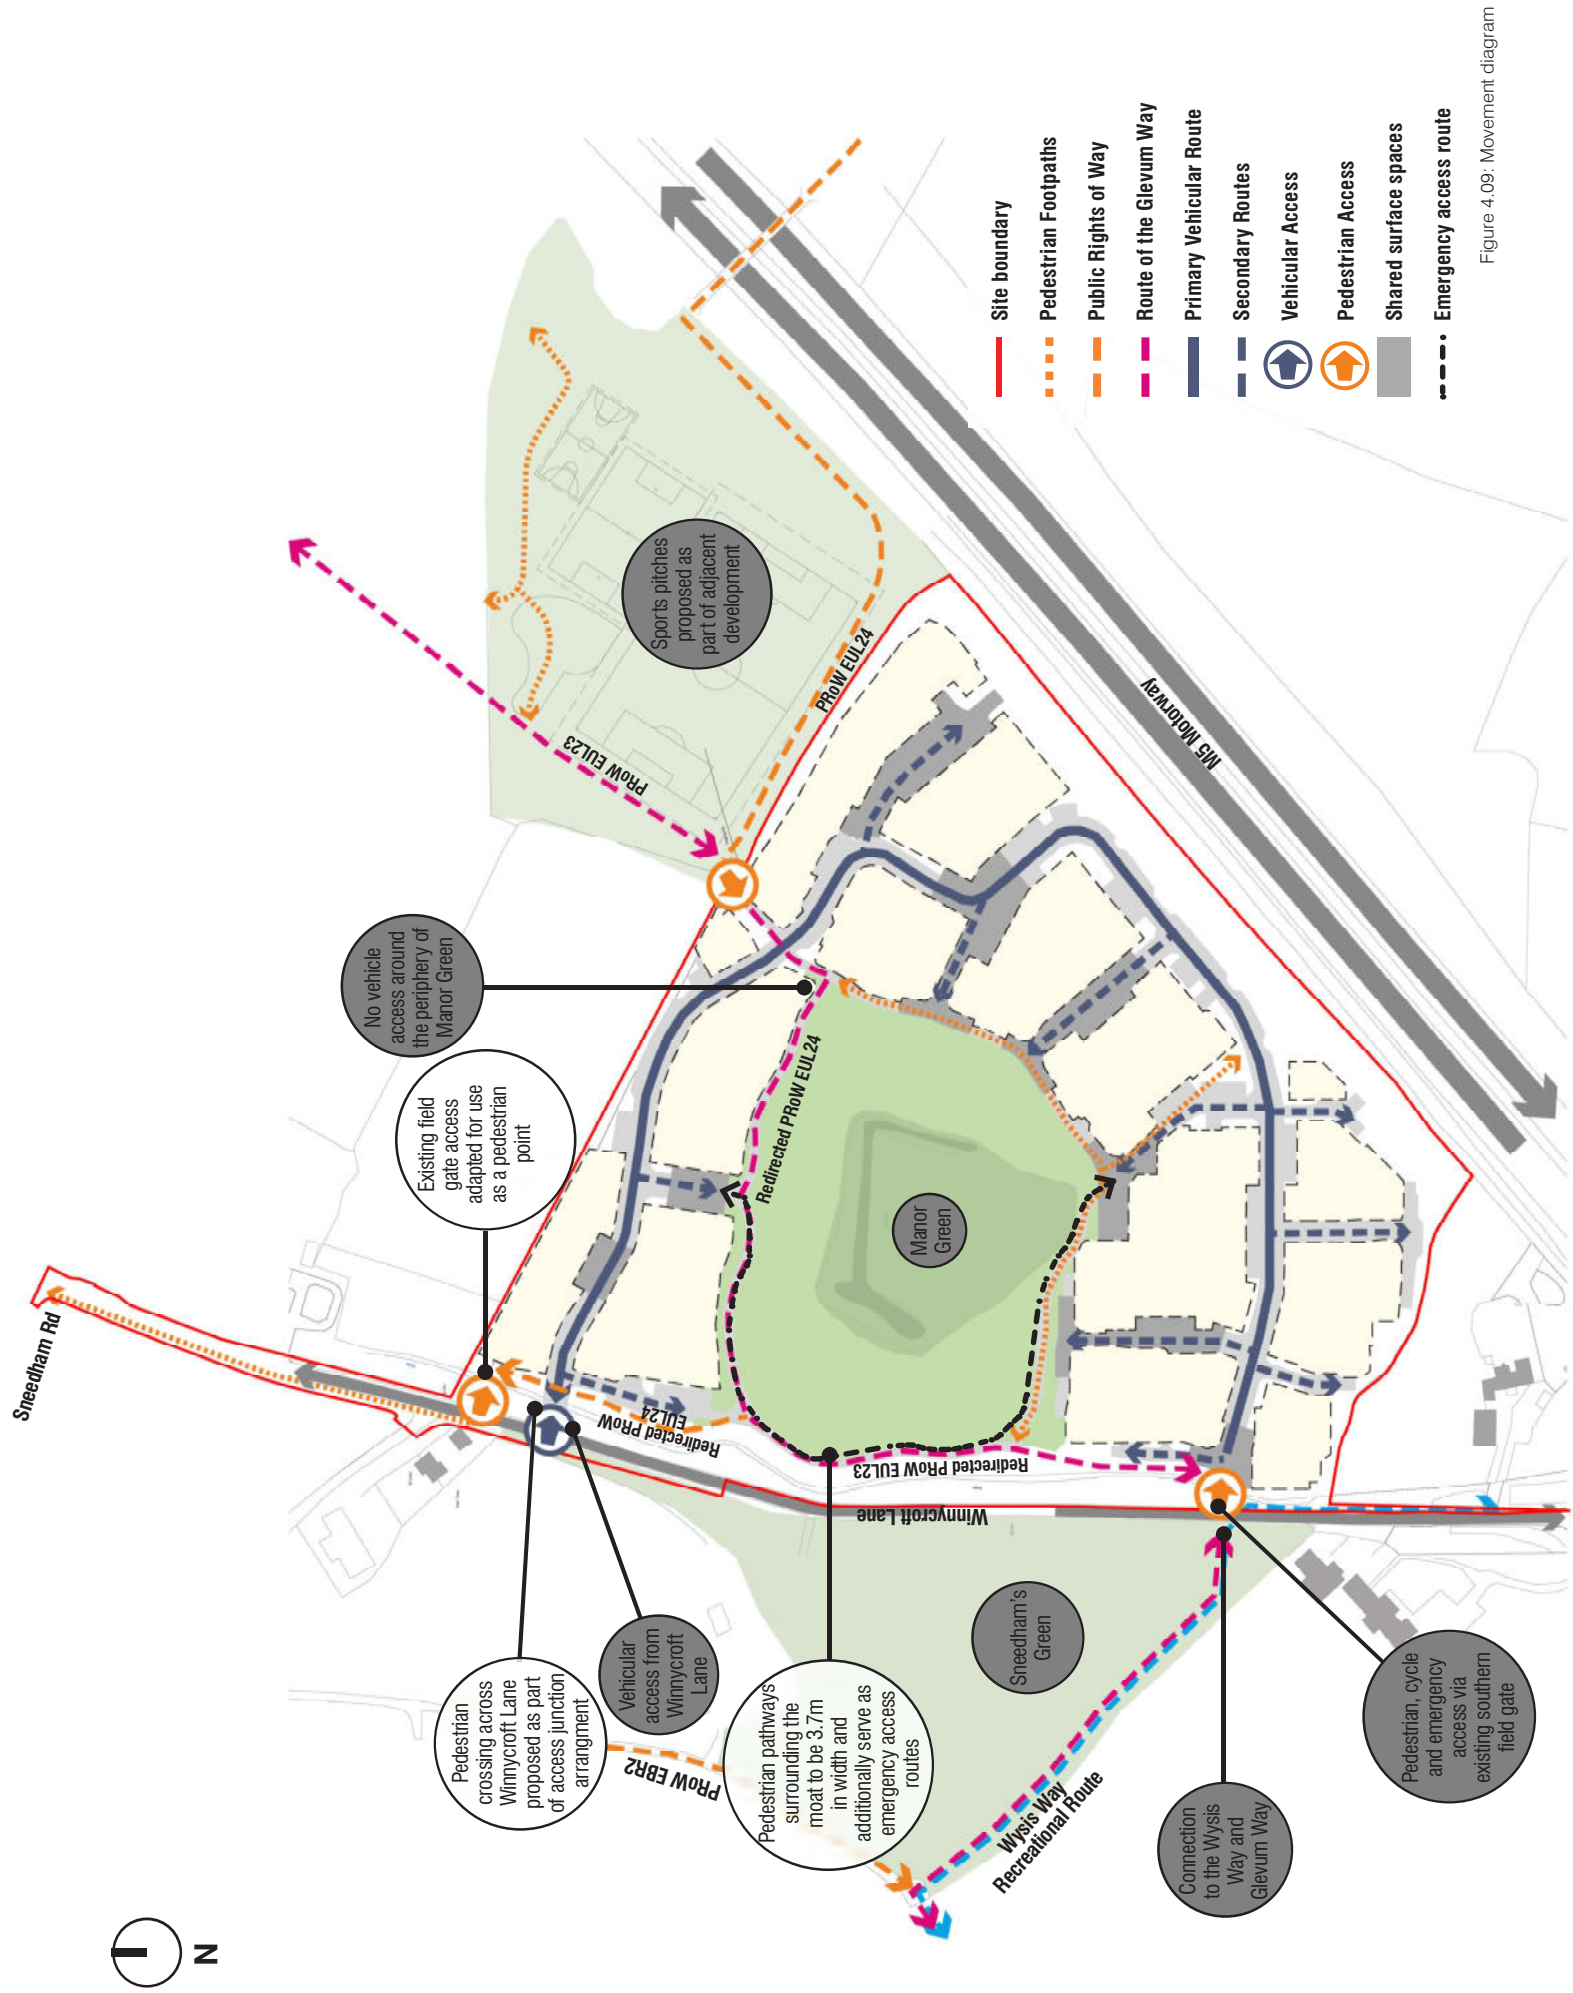 Sneedham Rd
No vehicle
access around
the periphery of
Manor Green
Existing field
gate access
adapted for use
as a pedestrian
point
Sports pitches
proposed as
part of adjacent
development
PRoW EUL23
PRoW EUL24
M5 Motorway
Redirected PRoW EUL24
Manor
Green
Redirected PRoW
EUL24
Redirected PRoW EUL23
Winnycroft Lane
Pedestrian
crossing across
Winnycroft Lane
proposed as part
of access junction
arrangment
Vehicular
access from
Winnycroft
Lane
PRoW EBR2
Pedestrian pathways
surrounding the
moat to be 3.7m
in width and
additionally serve as
emergency access
routes
Sneedham's
Green
Wysis Way
Recreational Route
Connection
to the Wysis
Way and
Glevum Way
Pedestrian, cycle
and emergency
access via
existing southern
field gate
N
Site boundary
Pedestrian Footpaths
Public Rights of Way
Route of the Glevum Way
Primary Vehicular Route
Secondary Routes
Vehicular Access
Pedestrian Access
Shared surface spaces
Emergency access route
Figure 4.09: Movement diagram